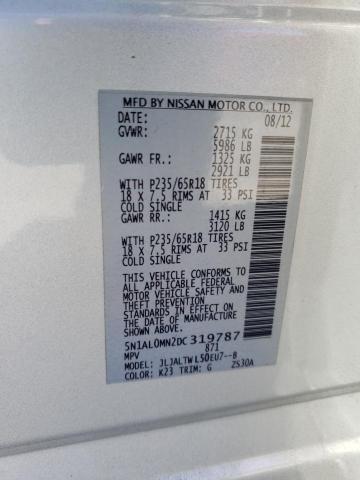 MFD BY NISSAN MOTOR CO., LTD.
DATE: 08/12
GVWR: 2715 KG
5986 LB
GAWR FR.: 1325 KG
2921 LB
WITH P235/65R18 TIRES
18 X 7.5 RIMS AT 33 PSI
COLD SINGLE
GAWR RR.: 1415 KG
3120 LB
WITH P235/65R18 TIRES
18 X 7.5 RIMS AT 33 PSI
COLD SINGLE
THIS VEHICLE CONFORMS TO
ALL APPLICABLE FEDERAL
MOTOR VEHICLE SAFETY AND
THEFT PREVENTION
STANDARDS IN EFFECT ON
THE DATE OF MANUFACTURE
SHOWN ABOVE.
5N1AL0MN2DC319787
MPV 871
MODEL: JLJALTWL50EU7--B
COLOR: K23 TRIM: G ZS30A